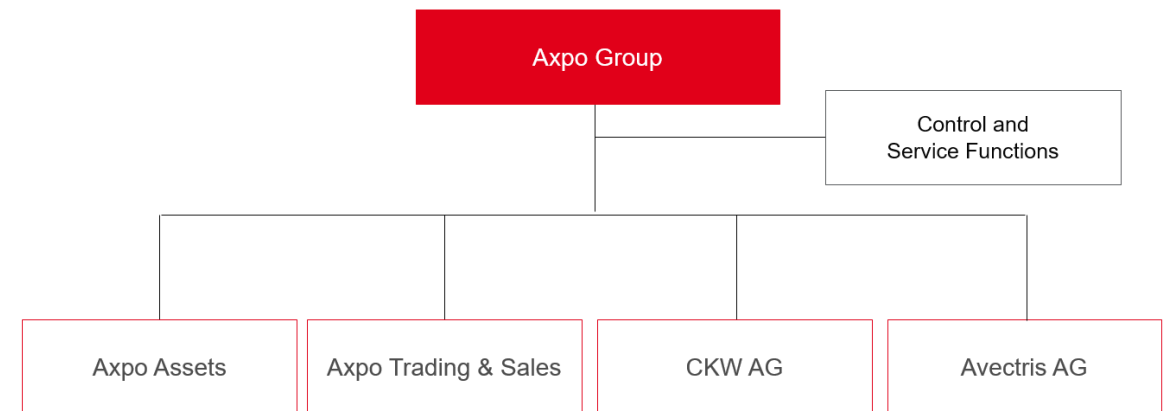 Axpo Group
Control and
Service Functions
Axpo Assets
Axpo Trading & Sales
CKW AG
Avectris AG